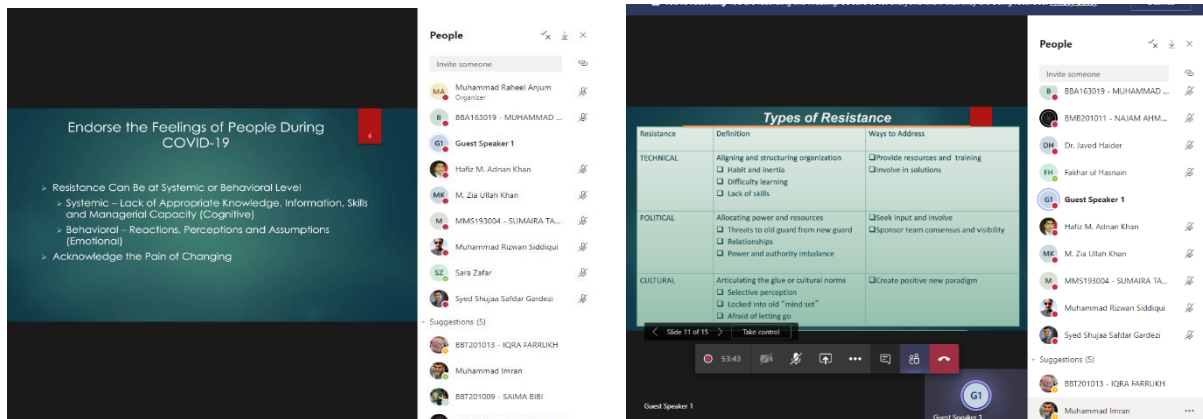 Endorse the Feelings of People During
COVID-19
4
➢ Resistance Can Be at Systemic or Behavioral Level
➢ Systemic – Lack of Appropriate Knowledge, Information, Skills
and Managerial Capacity (Cognitive)
➢ Behavioral – Reactions, Perceptions and Assumptions
(Emotional)
➢ Acknowledge the Pain of Changing
People
Invite someone
MA Muhammad Raheel Anjum
Organizer
B BBA163019 - MUHAMMAD ...
G1 Guest Speaker 1
Hafiz M. Adnan Khan
MK M. Zia Ullah Khan
M MMS193004 - SUMAIRA TA...
Muhammad Rizwan Siddiqui
SZ Sara Zafar
Syed Shujaa Safdar Gardezi
Suggestions (5)
BBT201013 - IQRA FARRUKH
Muhammad Imran
BBT201009 - SAIMA BIBI
Types of Resistance
Resistance Definition Ways to Address
TECHNICAL Aligning and structuring organization ❑Provide resources and training
❑ Habit and inertia ❑Involve in solutions
❑ Difficulty learning
❑ Lack of skills
POLITICAL Allocating power and resources ❑Seek input and involve
❑ Threats to old guard from new guard ❑Sponsor team consensus and visibility
❑ Relationships
❑ Power and authority imbalance
CULTURAL Articulating the glue or cultural norms ❑Create positive new paradigm
❑ Selective perception
❑ Locked into old "mind set"
❑ Afraid of letting go
< Slide 11 of 15 > Take control
53:43
G1
Guest Speaker 1
Guest Speaker 1
People
Invite someone
B BBA163019 - MUHAMMAD ...
BMB201011 - NAJAM AHM...
DH Dr. Javed Haider
FH Fakhar ul Hasnain
G1 Guest Speaker 1
Hafiz M. Adnan Khan
MK M. Zia Ullah Khan
M MMS193004 - SUMAIRA TA...
Muhammad Rizwan Siddiqui
Syed Shujaa Safdar Gardezi
Suggestions (5)
BBT201013 - IQRA FARRUKH
Muhammad Imran ...